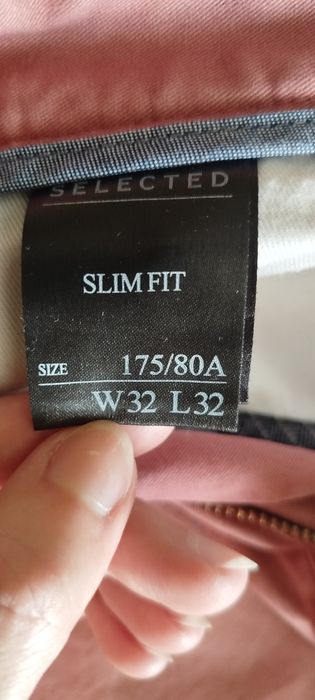 SELECTED
SLIM FIT
SIZE 175/80A
W32 L32